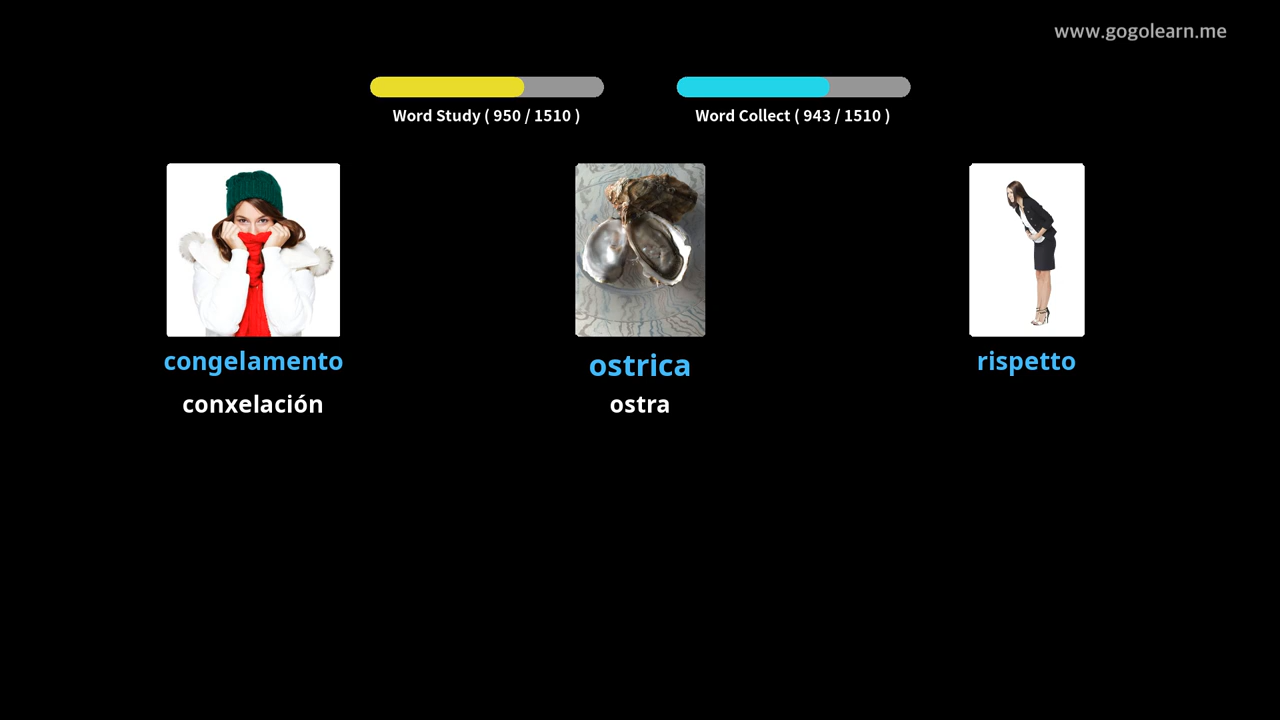 www.gogolearn.me
Word Study ( 950 / 1510 )
Word Collect ( 943 / 1510 )
congelamento
ostrica
rispetto
conxelación
ostra